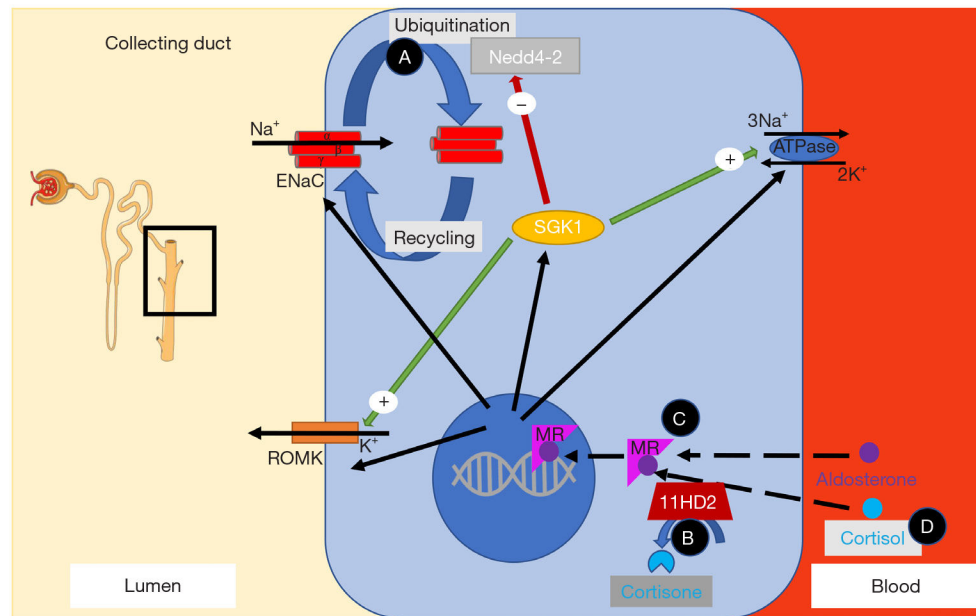 Collecting duct
Ubiquitination
A
Nedd4-2
−
Na⁺
α
β
γ
ENaC
3Na⁺
ATPase
2K⁺
+
SGK1
Recycling
+
K⁺
ROMK
MR
MR
C
Aldosterone
11HD2
B
Cortisol
D
Cortisone
Lumen
Blood